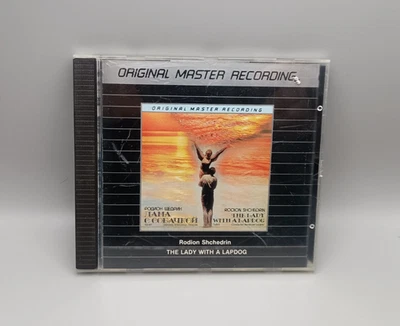 ORIGINAL MASTER RECORDING
ORIGINAL MASTER RECORDING
РОДИОН ЩЕДРИН
ДАМА
С СОБАЧКОЙ
RODION SHCHEDRIN
THE LADY
WITH A LAPDOG
Rodion Shchedrin
THE LADY WITH A LAPDOG